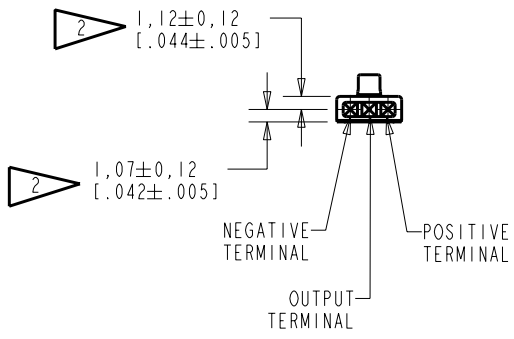 2
1,12±0,12
[.044±.005]
2
1,07±0,12
[.042±.005]
NEGATIVE
TERMINAL
POSITIVE
TERMINAL
OUTPUT
TERMINAL